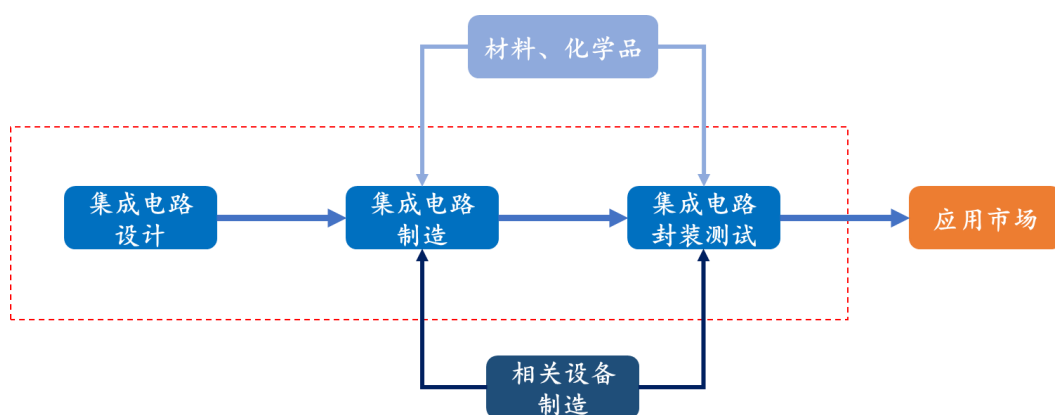 材料、化学品
集成电路
设计
集成电路
制造
集成电路
封装测试
应用市场
相关设备
制造